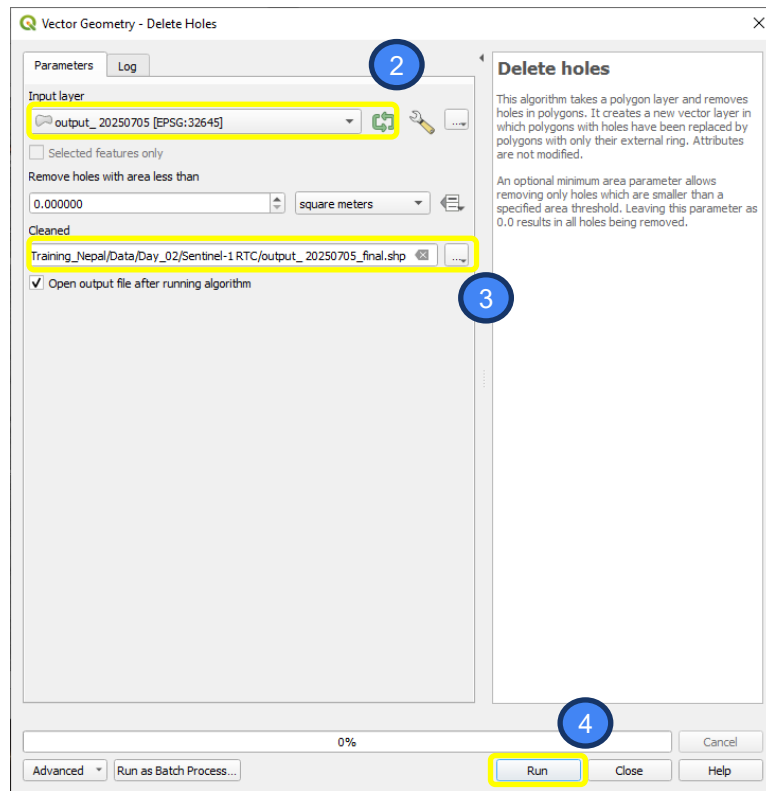 Vector Geometry - Delete Holes
Parameters
Log
2
Input layer
output_ 20250705 [EPSG:32645]
...
Selected features only
Remove holes with area less than
0.000000
square meters
Cleaned
Training_Nepal/Data/Day_02/Sentinel-1 RTC/output_ 20250705_final.shp
...
3
Open output file after running algorithm
Delete holes
This algorithm takes a polygon layer and removes
holes in polygons. It creates a new vector layer in
which polygons with holes have been replaced by
polygons with only their external ring. Attributes
are not modified.
An optional minimum area parameter allows
removing only holes which are smaller than a
specified area threshold. Leaving this parameter as
0.0 results in all holes being removed.
4
0%
Cancel
Advanced
Run as Batch Process...
Run
Close
Help